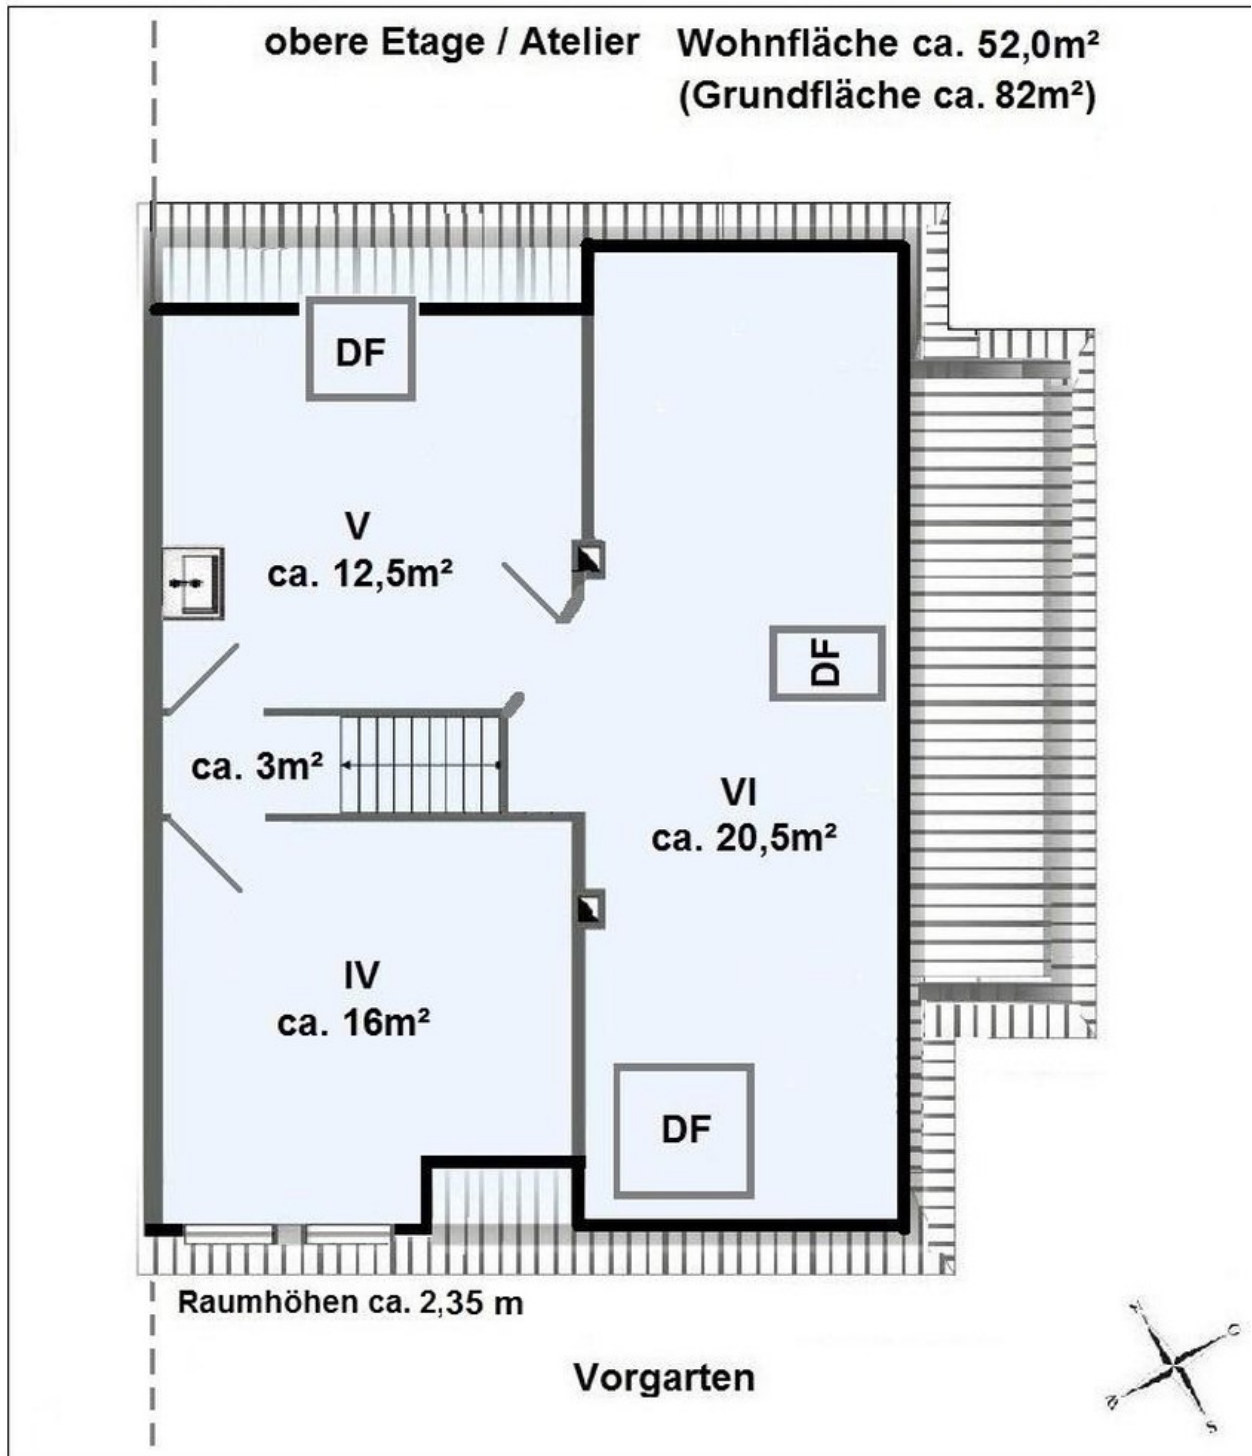 obere Etage / Atelier Wohnfläche ca. 52,0m²
(Grundfläche ca. 82m²)
DF
V
ca. 12,5m²
DF
ca. 3m²
VI
ca. 20,5m²
IV
ca. 16m²
DF
Raumhöhen ca. 2,35 m
Vorgarten
N
O
S